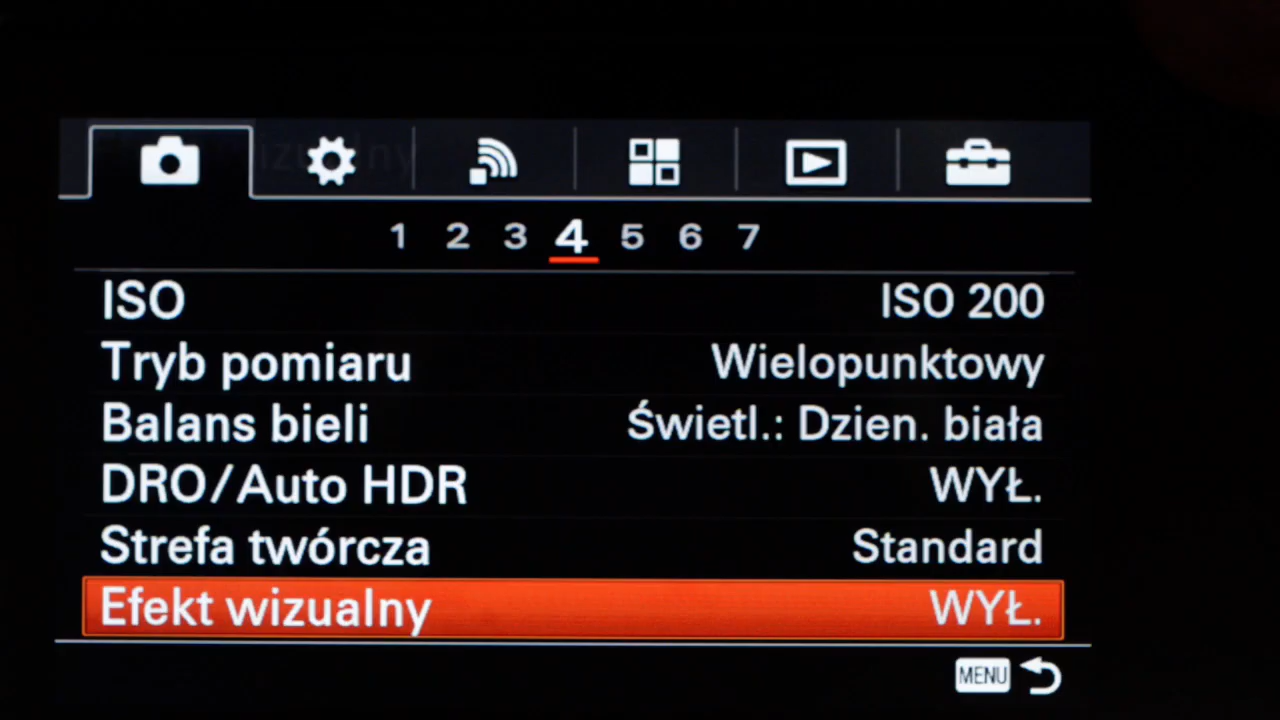 1 2 3 4 5 6 7
ISO ISO 200
Tryb pomiaru Wielopunktowy
Balans bieli Świetl.: Dzien. biała
DRO/Auto HDR WYŁ.
Strefa twórcza Standard
Efekt wizualny WYŁ.
MENU